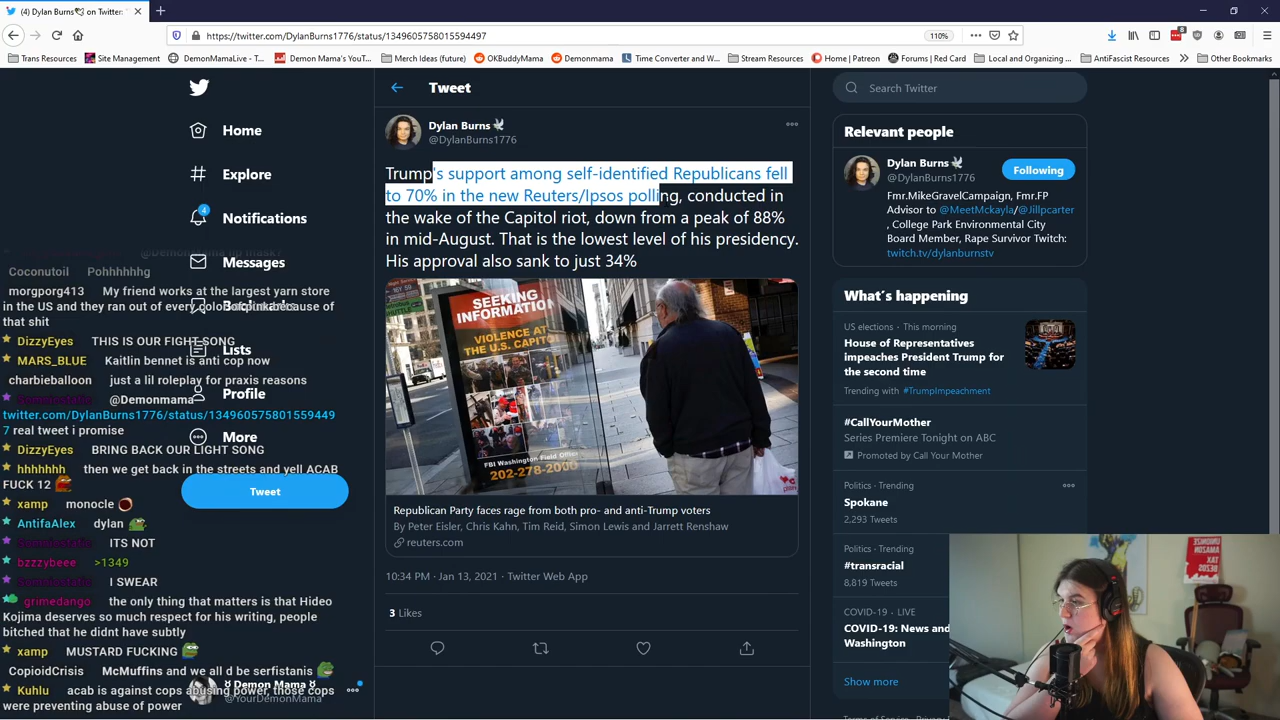 (4) Dylan Burns🕊 on Twitter:
https://twitter.com/DylanBurns1776/status/1349605758015594497
110%
8
Trans Resources
Site Management
DemonMamaLive - T...
Demon Mama's YouT...
Merch Ideas (future)
OKBuddyMama
Demonmama
Time Converter and W...
Stream Resources
Home | Patreon
Forums | Red Card
Local and Organizing ...
AntiFascist Resources
Other Bookmarks
Home
Explore
4
Notifications
Messages
Lists
Profile
More
Tweet
Coconutoil Pohhhhhhg
morgporg413 My friend works at the largest yarn store
in the US and they ran out of every
because of
that shit
DizzyEyes THIS IS OUR FIGHT SONG
MARS_BLUE Kaitlin bennet is anti cop now
charbieballoon just a lil roleplay for praxis reasons
@Demonmama
twitter.com/DylanBurns1776/status/134960575801559449
7 real tweet i promise
DizzyEyes BRING BACK OUR LIGHT SONG
hhhhhhh then we get back in the streets and yell ACAB
FUCK 12
xamp monocle
AntifaAlex dylan
ITS NOT
bzzzybeee >1349
I SWEAR
grimedango the only thing that matters is that Hideo
Kojima deserves so much respect for his writing, people
bitched that he didnt have subtly
xamp MUSTARD FUCKING
CopioidCrisis McMuffins and we all d be serfistanis
Kuhlu acab is against cops abusing power, those cops
were preventing abuse of power
Demon Mama
@YourDemonMama
Tweet
Dylan Burns🕊
@DylanBurns1776
Trump's support among self-identified Republicans fell
to 70% in the new Reuters/Ipsos polling, conducted in
the wake of the Capitol riot, down from a peak of 88%
in mid-August. That is the lowest level of his presidency.
His approval also sank to just 34%
SEEKING
INFORMATION
VIOLENCE AT
THE U.S. CAPITOL
FBI Washington Field Office
202-278-2000
Republican Party faces rage from both pro- and anti-Trump voters
By Peter Eisler, Chris Kahn, Tim Reid, Simon Lewis and Jarrett Renshaw
reuters.com
10:34 PM · Jan 13, 2021 · Twitter Web App
3 Likes
Search Twitter
Relevant people
Dylan Burns🕊
@DylanBurns1776
Following
Fmr.MikeGravelCampaign, Fmr.FP
Advisor to @MeetMckayla/@Jillpcarter
, College Park Environmental City
Board Member, Rape Survivor Twitch:
twitch.tv/dylanburnstv
What's happening
US elections · This morning
House of Representatives
impeaches President Trump for
the second time
Trending with #TrumpImpeachment
#CallYourMother
Series Premiere Tonight on ABC
Promoted by Call Your Mother
Politics · Trending
Spokane
2,293 Tweets
Politics · Trending
#transracial
8,819 Tweets
COVID-19 · LIVE
COVID-19: News and
Washington
Show more
UNIONIZE
AMAZON
TAX
BEZOS